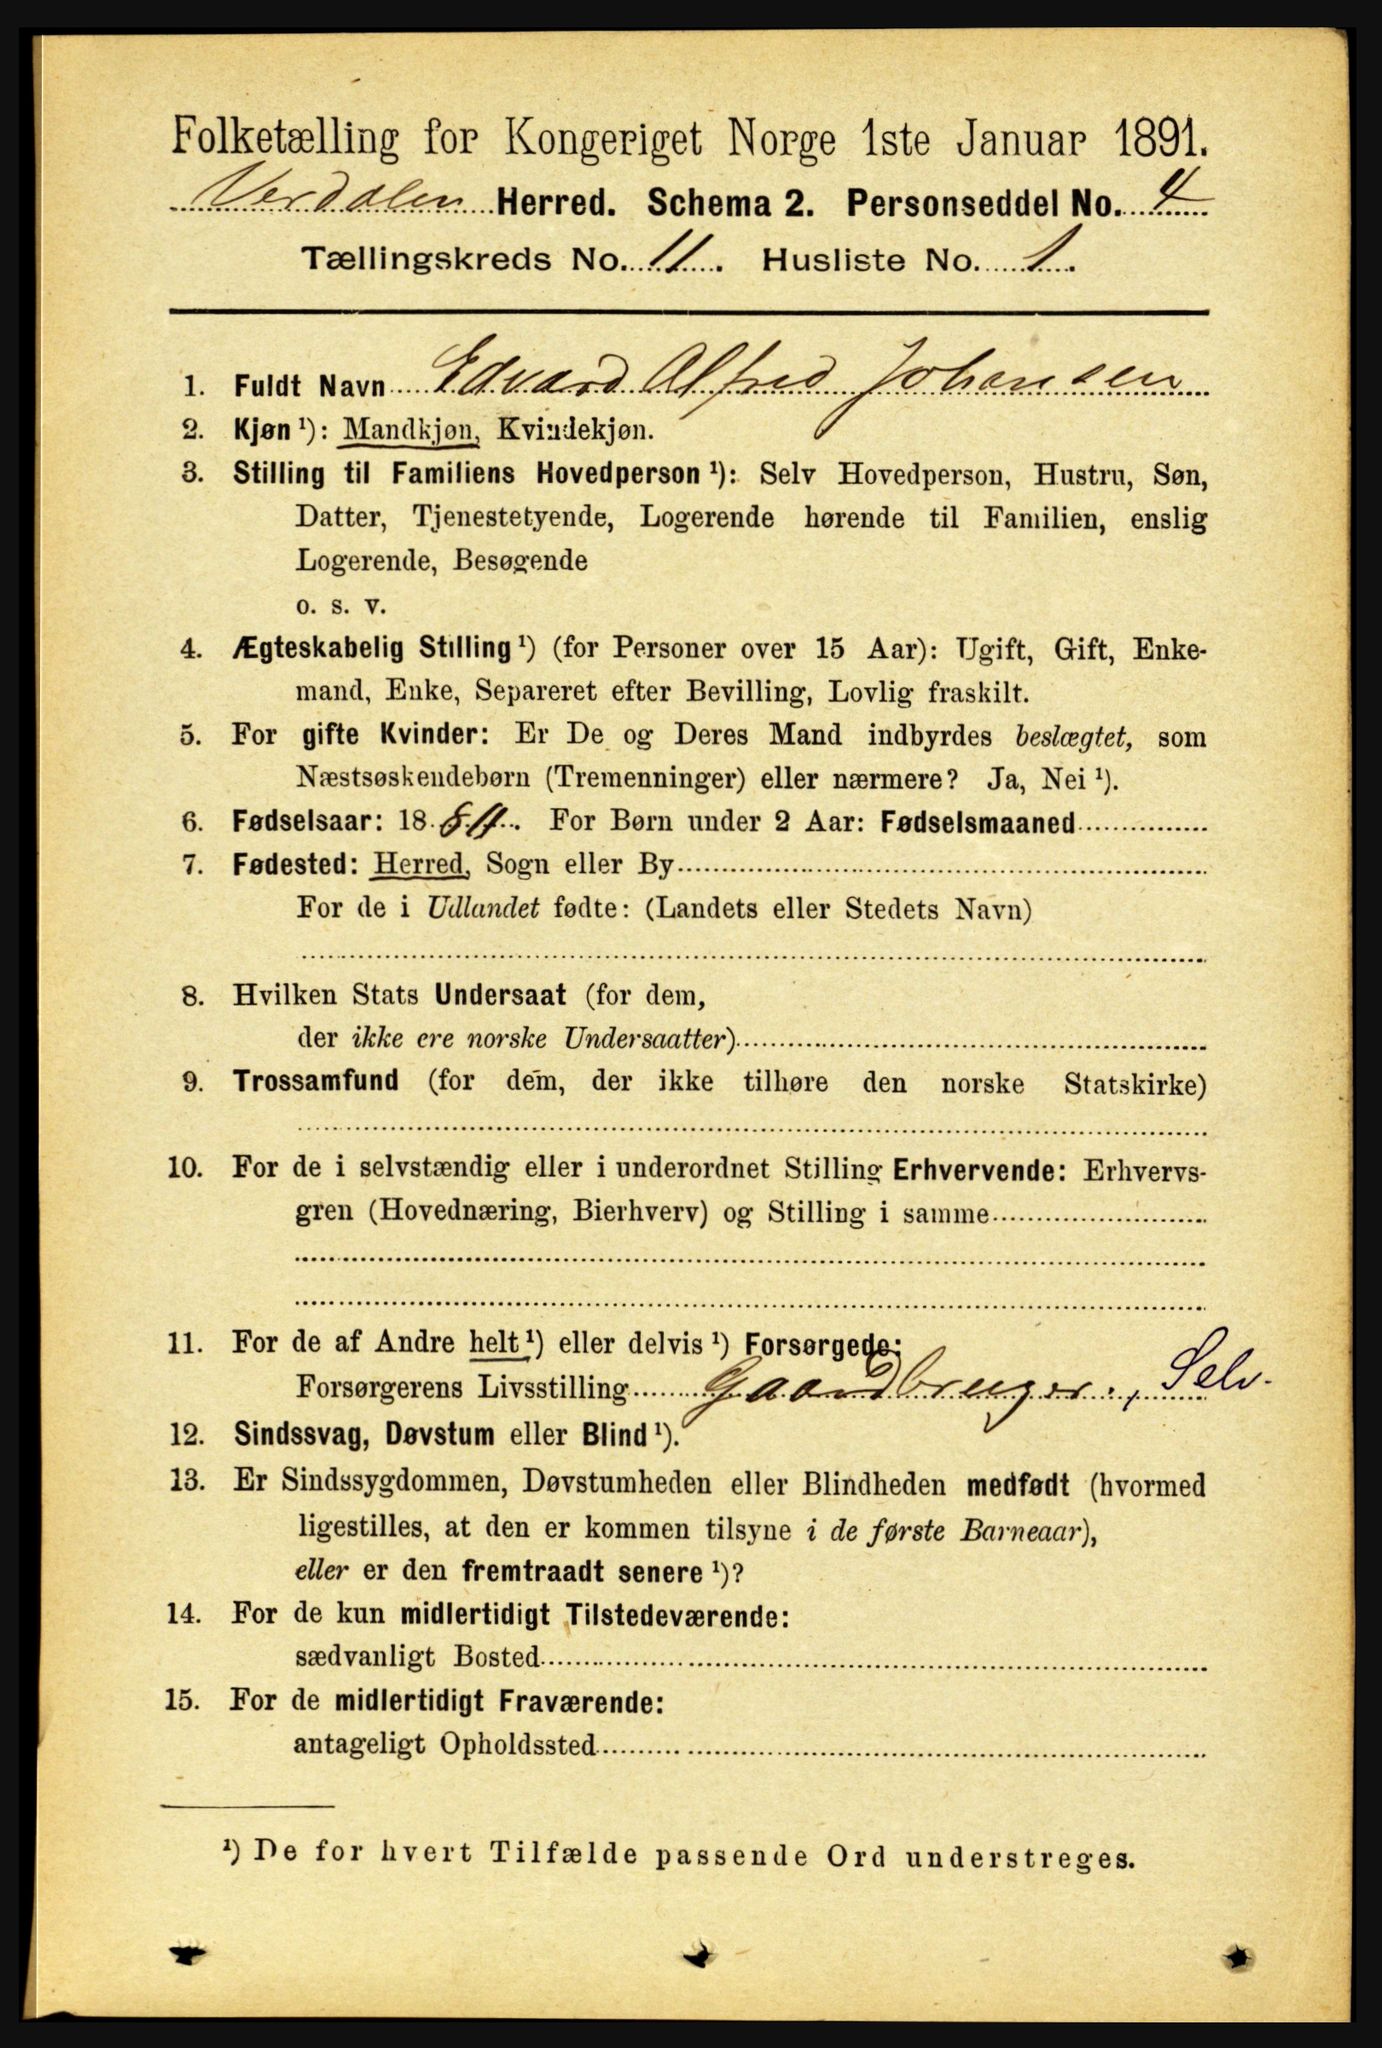 Folketælling for Kongeriget Norge 1ste Januar 1891.
Verdalen Herred. Schema 2. Personseddel No. 4
Tællingskreds No. 11. Husliste No. 1.
1. Fuldt Navn Edvard Alfred Johansen
2. Kjøn ¹): Mandkjøn, Kvindekjøn.
3. Stilling til Familiens Hovedperson ¹): Selv Hovedperson, Hustru, Søn,
Datter, Tjenestetyende, Logerende hørende til Familien, enslig
Logerende, Besøgende
o. s. v.
4. Ægteskabelig Stilling ¹) (for Personer over 15 Aar): Ugift, Gift, Enke-
mand, Enke, Separeret efter Bevilling, Lovlig fraskilt.
5. For gifte Kvinder: Er De og Deres Mand indbyrdes beslægtet, som
Næstsøskendebørn (Tremenninger) eller nærmere? Ja, Nei ¹).
6. Fødselsaar: 18 84. For Børn under 2 Aar: Fødselsmaaned
7. Fødested: Herred, Sogn eller By
For de i Udlandet fødte: (Landets eller Stedets Navn)
8. Hvilken Stats Undersaat (for dem,
der ikke ere norske Undersaatter)
9. Trossamfund (for dem, der ikke tilhøre den norske Statskirke)
10. For de i selvstændig eller i underordnet Stilling Erhvervende: Erhvervs-
gren (Hovednæring, Bierhverv) og Stilling i samme
11. For de af Andre helt ¹) eller delvis ¹) Forsørgede:
Forsørgerens Livsstilling Gaardbruger, Selv.
12. Sindssvag, Døvstum eller Blind ¹).
13. Er Sindssygdommen, Døvstumheden eller Blindheden medfødt (hvormed
ligestilles, at den er kommen tilsyne i de første Barneaar),
eller er den fremtraadt senere ¹)?
14. For de kun midlertidigt Tilstedeværende:
sædvanligt Bosted
15. For de midlertidigt Fraværende:
antageligt Opholdssted
¹) De for hvert Tilfælde passende Ord understreges.